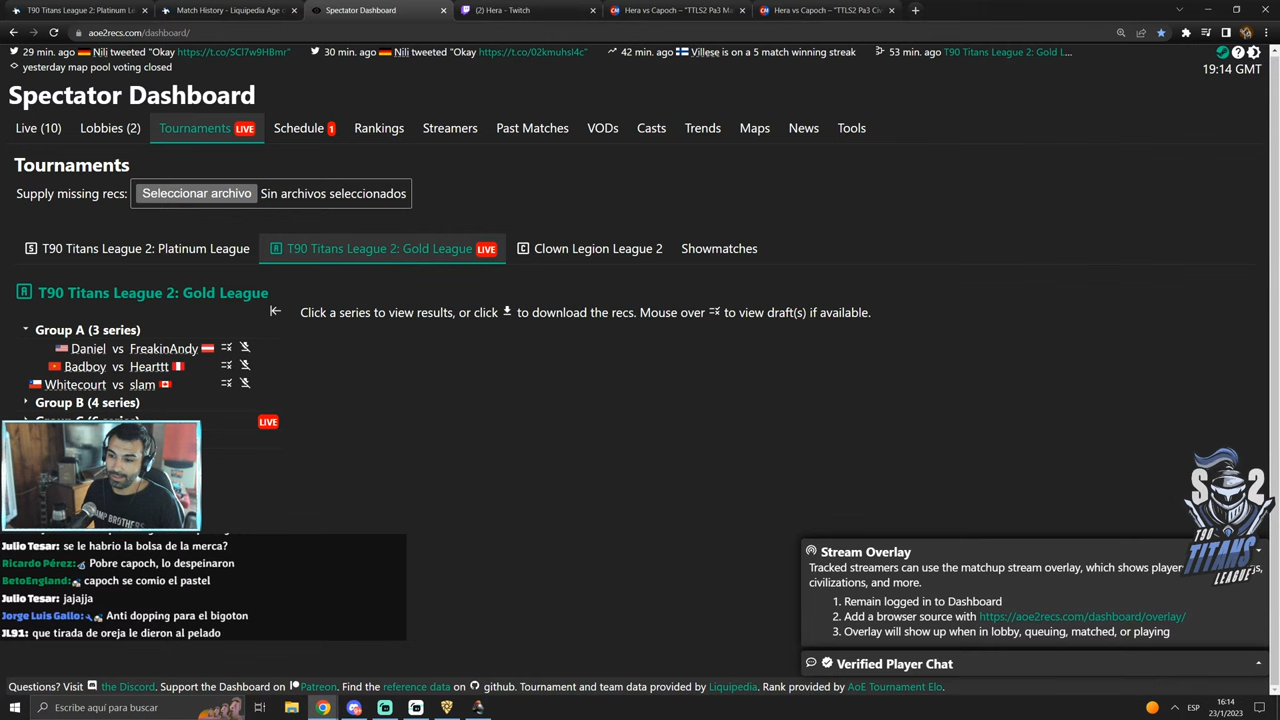 T90 Titans League 2: Gold Leagu
Match History - Liquipedia Age o
Spectator Dashboard
(2) Hera - Twitch
Hera vs Capoch – "TTLS2 Pa3 Ma
Hera vs Capoch – "TTLS2 Pa3 Civ
aoe2recs.com/dashboard/
29 min. ago Nili tweeted "Okay https://t.co/SCl7w9HBmr"
30 min. ago Nili tweeted "Okay https://t.co/02kmuhsl4c"
42 min. ago Villese is on a 5 match winning streak
53 min. ago T90 Titans League 2: Gold L...
yesterday map pool voting closed
19:14 GMT
Spectator Dashboard
Live (10) Lobbies (2) Tournaments LIVE Schedule 1 Rankings Streamers Past Matches VODs Casts Trends Maps News Tools
Tournaments
Supply missing recs: Seleccionar archivo Sin archivos seleccionados
S T90 Titans League 2: Platinum League
A T90 Titans League 2: Gold League LIVE
C Clown Legion League 2
Showmatches
A T90 Titans League 2: Gold League
Click a series to view results, or click to download the recs. Mouse over to view draft(s) if available.
Group A (3 series)
Daniel vs FreakinAndy
Badboy vs Hearttt
Whitecourt vs slam
Group B (4 series)
LIVE
Julio Tesar: se le habrio la bolsa de la merca?
Ricardo Pérez: Pobre capoch, lo despeinaron
BetoEngland: capoch se comio el pastel
Julio Tesar: jajajja
Jorge Luis Gallo: Anti dopping para el bigoton
JL91: que tirada de oreja le dieron al pelado
S 2
T90
TITANS
LEAGUE
Stream Overlay
Tracked streamers can use the matchup stream overlay, which shows player
civilizations, and more.
1. Remain logged in to Dashboard
2. Add a browser source with https://aoe2recs.com/dashboard/overlay/
3. Overlay will show up when in lobby, queuing, matched, or playing
Verified Player Chat
Questions? Visit the Discord. Support the Dashboard on Patreon. Find the reference data on github. Tournament and team data provided by Liquipedia. Rank provided by AoE Tournament Elo.
Escribe aquí para buscar
ESP
16:14
23/1/2023